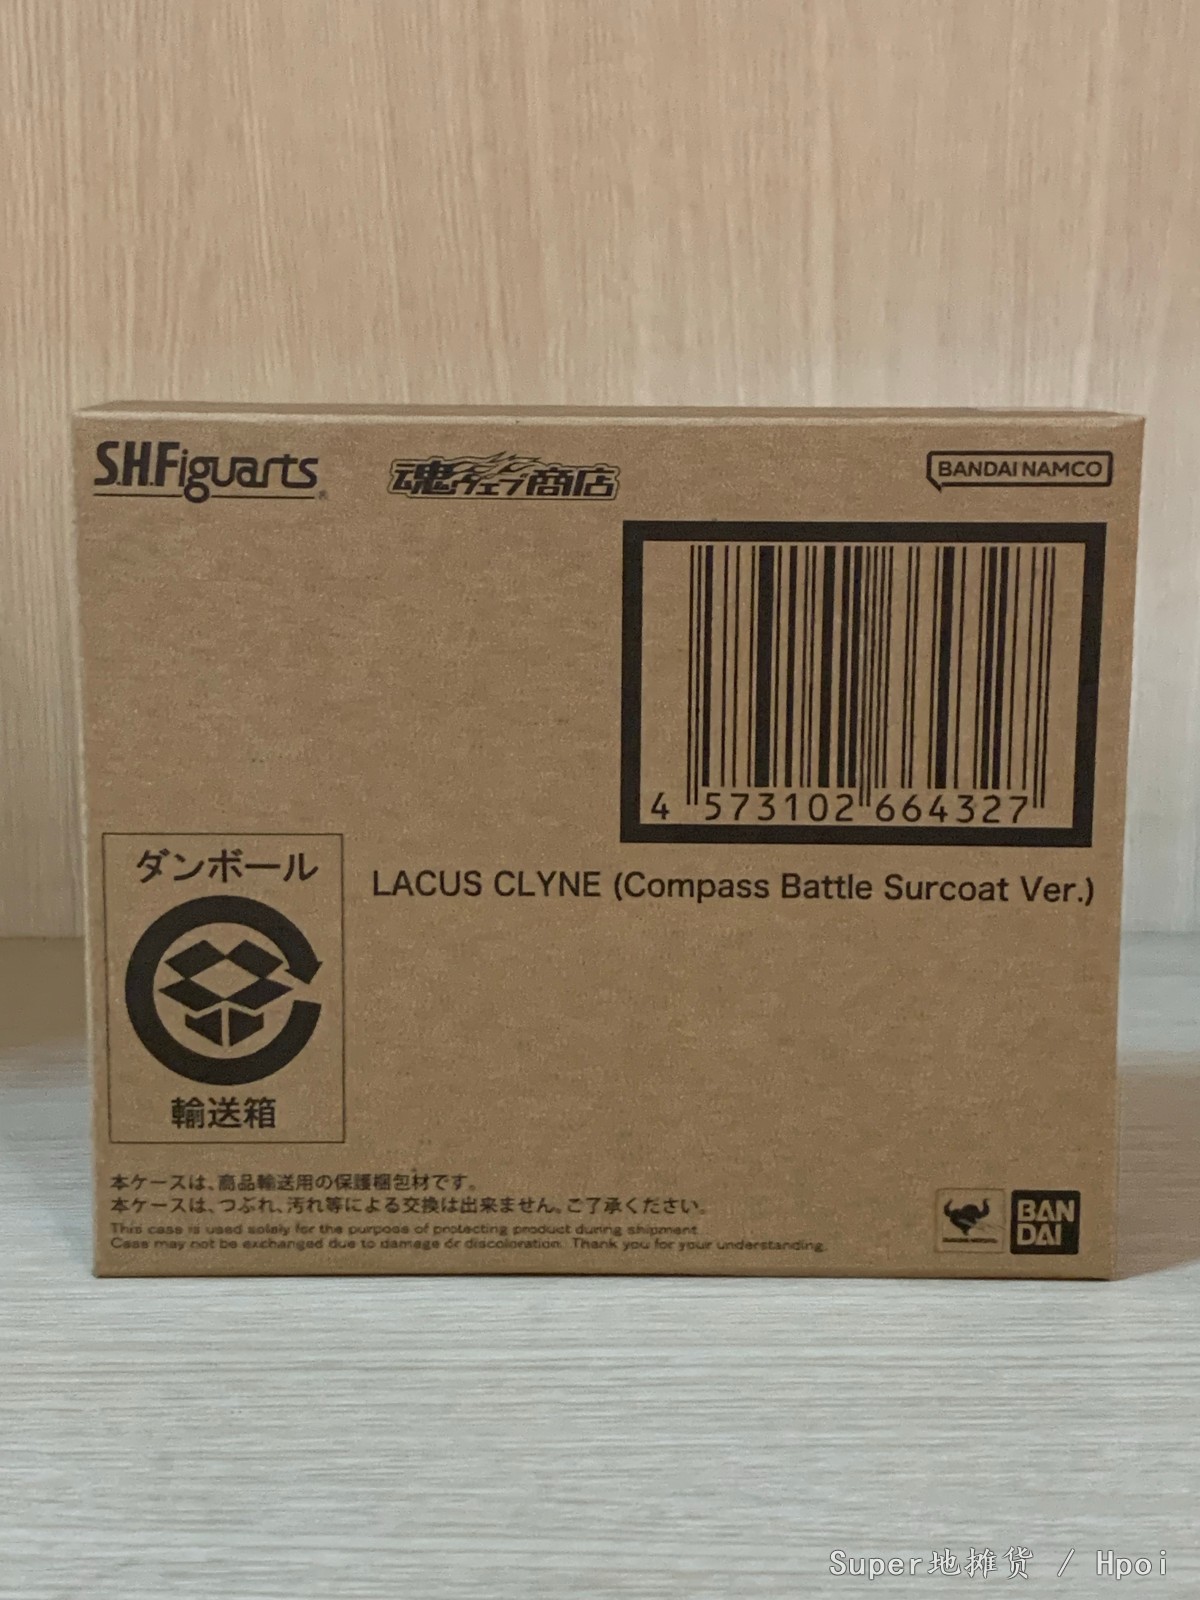 S.H.Figuarts
魂ウェブ商店
BANDAI NAMCO
4 573102 664327
LACUS CLYNE (Compass Battle Surcoat Ver.)
ダンボール
輸送箱
本ケースは、商品輸送用の保護梱包材です。
本ケースは、つぶれ、汚れ等による交換は出来ません。ご了承ください。
This case is used solely for the purpose of protecting product during shipment.
Case may not be exchanged due to damage or discoloration. Thank you for your understanding.
BAN
DAI
Super地摊货 / Hpoi